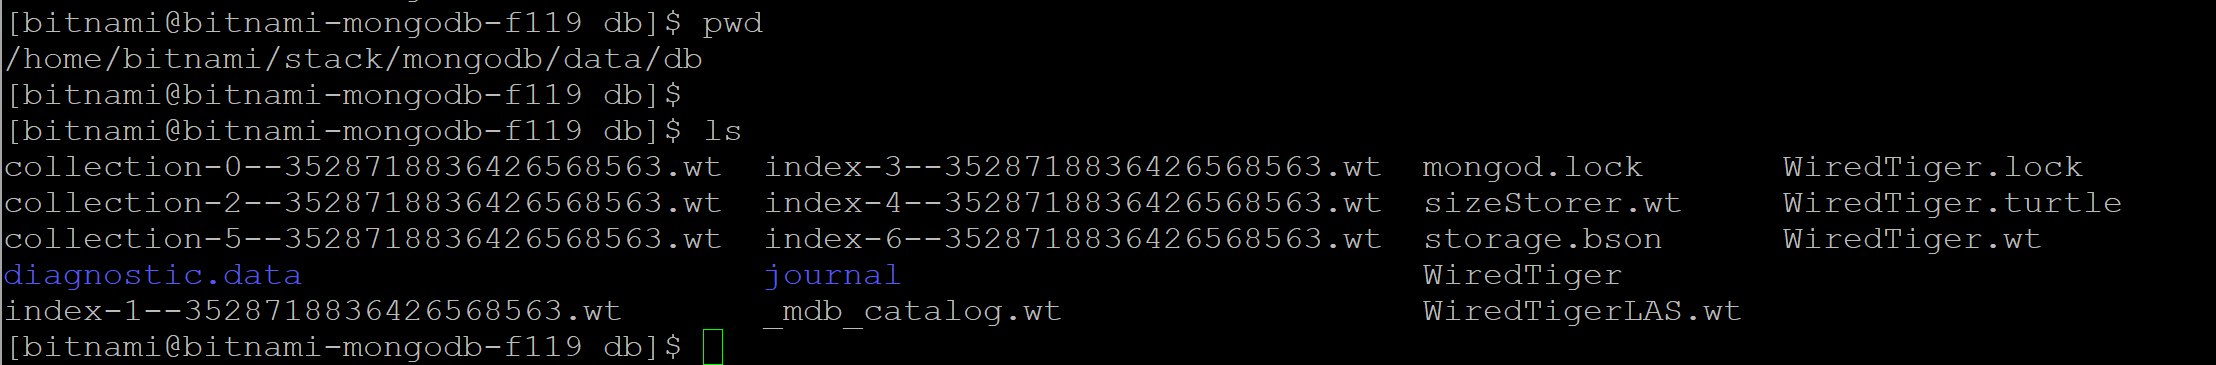 [bitnami@bitnami-mongodb-f119 db]$ pwd
/home/bitnami/stack/mongodb/data/db
[bitnami@bitnami-mongodb-f119 db]$
[bitnami@bitnami-mongodb-f119 db]$ ls
collection-0--3528718836426568563.wt  index-3--3528718836426568563.wt  mongod.lock       WiredTiger.lock
collection-2--3528718836426568563.wt  index-4--3528718836426568563.wt  sizeStorer.wt     WiredTiger.turtle
collection-5--3528718836426568563.wt  index-6--3528718836426568563.wt  storage.bson      WiredTiger.wt
diagnostic.data                       journal                          WiredTiger
index-1--3528718836426568563.wt       _mdb_catalog.wt                  WiredTigerLAS.wt
[bitnami@bitnami-mongodb-f119 db]$